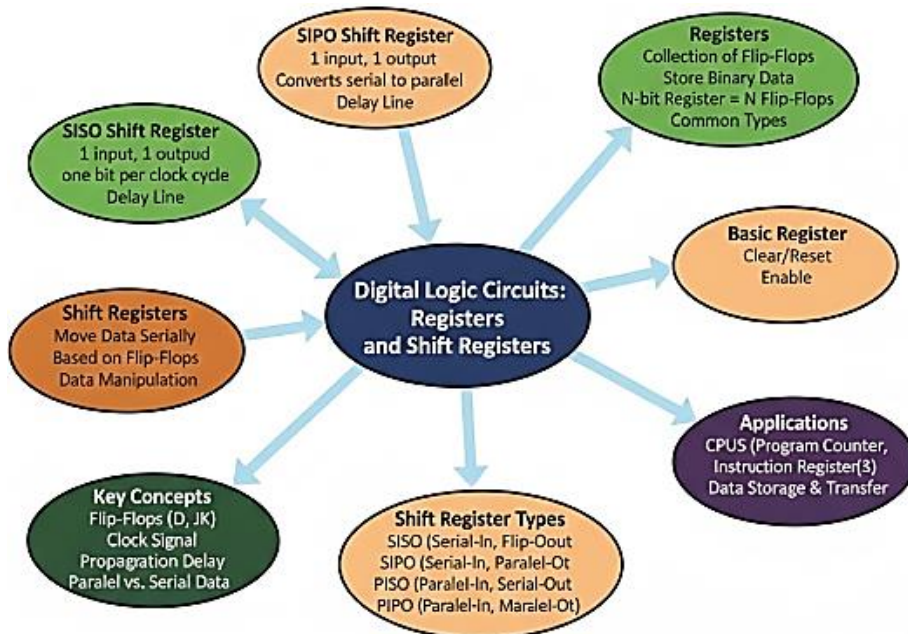 SIPO Shift Register
1 input, 1 output
Converts serial to parallel
Delay Line
Registers
Collection of Flip-Flops
Store Binary Data
N-bit Register = N Flip-Flops
Common Types
SISO Shift Register
1 input, 1 outpud
one bit per clock cycle
Delay Line
Basic Register
Clear/Reset
Enable
Digital Logic Circuits:
Registers
and Shift Registers
Shift Registers
Move Data Serially
Based on Flip-Flops
Data Manipulation
Applications
CPUS (Program Counter,
Instruction Register(3)
Data Storage & Transfer
Key Concepts
Flip-Flops (D, JK)
Clock Signal
Propagration Delay
Paralel vs. Serial Data
Shift Register Types
SISO (Serial-In, Flip-Oout
SIPO (Serial-In, Paralel-Ot
PISO (Paralel-In, Serial-Out
PIPO (Paralel-In, Maralel-Ot)